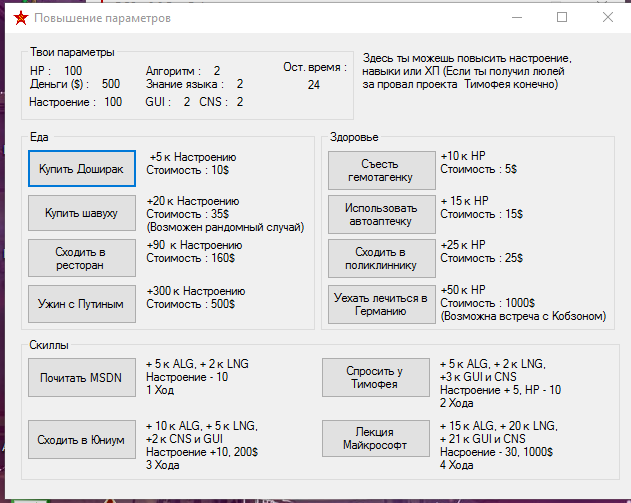 Повышение параметров
Твои параметры
HP : 100
Алгоритм : 2
Ост. время :
Деньги ($) : 500
Знание языка : 2
24
Настроение : 100
GUI : 2 CNS : 2
Здесь ты можешь повысить настроение,
навыки или ХП (Если ты получил люлей
за провал проекта Тимофея конечно)
Еда
Купить Доширак
+5 к Настроению
Стоимость : 10$
Купить шавуху
+20 к Настроению
Стоимость : 35$
(Возможен рандомный случай)
Сходить в
ресторан
+90 к Настроению
Стоимость : 160$
Ужин с Путиным
+300 к Настроению
Стоимость : 500$
Здоровье
Съесть
гемотагенку
+10 к HP
Стоимость : 5$
Использовать
автоаптечку
+ 15 к HP
Стоимость : 15$
Сходить в
поликлиннику
+25 к HP
Стоимость : 25$
Уехать лечиться в
Германию
+50 к HP
Стоимость : 1000$
(Возможна встреча с Кобзоном)
Скиллы
Почитать MSDN
+ 5 к ALG, + 2 к LNG
Настроение - 10
1 Ход
Сходить в Юниум
+ 10 к ALG, + 5 к LNG,
+2 к CNS и GUI
Настроение +10, 200$
3 Хода
Спросить у
Тимофея
+ 5 к ALG, + 2 к LNG,
+3 к GUI и CNS
Настроение + 5, HP - 10
2 Хода
Лекция
Майкрософт
+ 15 к ALG, + 20 к LNG,
+ 21 к GUI и CNS
Насроение - 30, 1000$
4 Хода